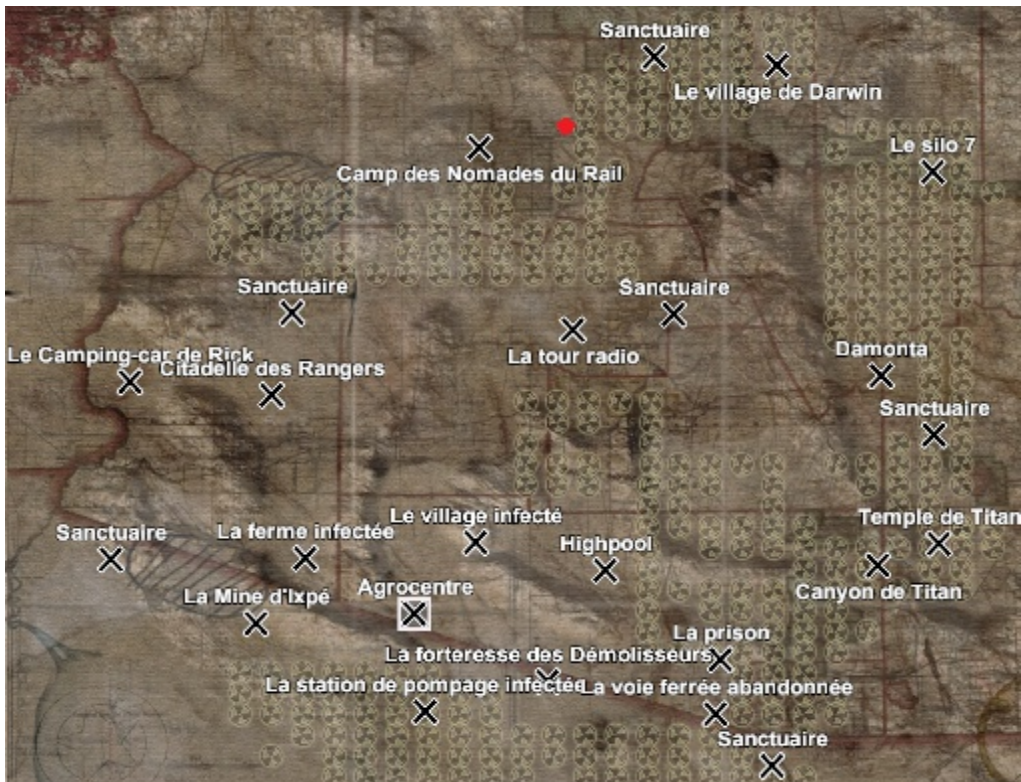 Sanctuaire
Le village de Darwin
Le silo 7
Camp des Nomades du Rail
Sanctuaire
Sanctuaire
La tour radio
Damonta
Le Camping-car de Rick
Citadelle des Rangers
Sanctuaire
Le village infecté
Temple de Titan
Sanctuaire
La ferme infectée
Highpool
Agrocentre
Canyon de Titan
La Mine d'Ixpé
La prison
La forteresse des Démolisseurs
La station de pompage infectée
La voie ferrée abandonnée
Sanctuaire